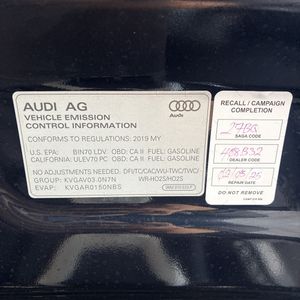 AUDI AG
VEHICLE EMISSION
CONTROL INFORMATION
Audi
CONFORMS TO REGULATIONS: 2019 MY
U.S. EPA: BIN70 LDV OBD: CA II FUEL: GASOLINE
CALIFORNIA: ULEV70 PC OBD: CA II FUEL: GASOLINE
NO ADJUSTMENTS NEEDED: DFI/TC/CAC/WU-TWC/TWC/
GROUP: KVGAV03.0N7N WR-HO2S/HO2S
EVAP: KVGAR0150NBS
RECALL / CAMPAIGN
COMPLETION
27BQ
SAGA CODE
DEALER CODE
REPAIR DATE
DO NOT REMOVE